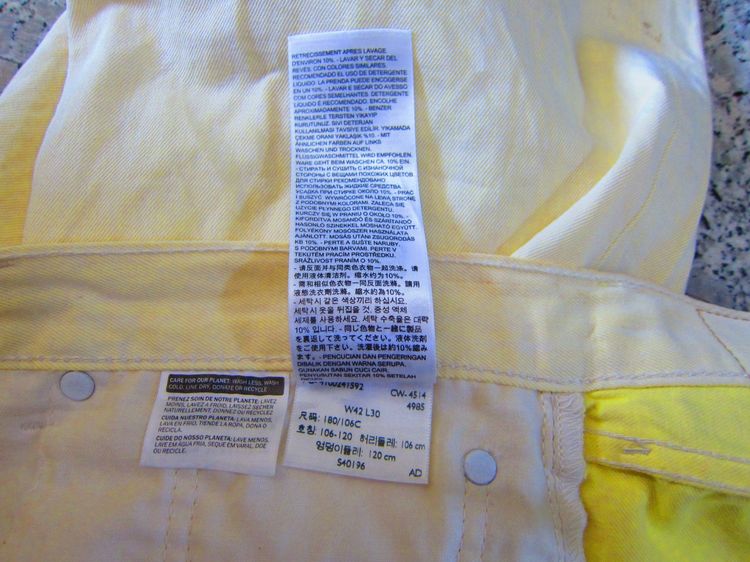 RETRECISSEMENT APRES LAVAGE
D'ENVIRON 10%. - LAVAR Y SECAR DEL
REVÉS, CON COLORES SIMILARES.
RECOMENDADO EL USO DE DETERGENTE
LÍQUIDO. LA PRENDA PUEDE ENCOGERSE
EN UN 10%. - LAVAR E SECAR DO AVESSO
COM CORES SEMELHANTES. DETERGENTE
LÍQUIDO É RECOMENDADO. ENCOLHE
APROXIMADAMENTE 10%. - BENZER
RENKLERLE TERSTEN YIKAYIP
KURUTUNUZ. SIVI DETERJAN
KULLANILMASI TAVSİYE EDİLİR. YIKAMADA
ÇEKME ORANI YAKLAŞIK %10. - MIT
ÄHNLICHEN FARBEN AUF LINKS
WASCHEN UND TROCKNEN.
FLÜSSIGWASCHMITTEL WIRD EMPFOHLEN.
WARE GEHT BEIM WASCHEN CA. 10% EIN.
- СТИРАТЬ И СУШИТЬ С ИЗНАНОЧНОЙ
СТОРОНЫ С ВЕЩАМИ ПОХОЖИХ ЦВЕТОВ
ДЛЯ СТИРКИ РЕКОМЕНДОВАНО
ИСПОЛЬЗОВАТЬ ЖИДКИЕ СРЕДСТВА
УСАДКА ПРИ СТИРКЕ ОКОЛО 10%. - PRAĆ
I SUSZYĆ WYWRÓCONE NA LEWĄ STRONĘ
Z PODOBNYMI KOLORAMI. ZALECA SIĘ
UŻYCIE PŁYNNEGO DETERGENTU.
KURCZY SIĘ W PRANIU O OKOŁO 10%. -
KIFORDÍTVA MOSANDÓ ÉS SZÁRÍTANDÓ
HASONLÓ SZÍNEKKEL MOSHATÓ EGYÜTT.
FOLYÉKONY MOSÓSZER HASZNÁLATA
AJÁNLOTT. MOSÁS UTÁNI ZSUGORODÁS
KB 10%. - PERTE A SUŠTE NARUBY,
S PODOBNÝMI BARVAMI. PERTE V
TEKUTÉM PRACÍM PROSTŘEDKU.
SRÁŽLIVOST PRANÍM O 10%.
- 请反面并与同类色衣物一起洗涤。请
使用液体清洁剂。缩水约为10%。
- 需和相似色衣物一同反面洗滌。請用
液態洗衣劑洗滌。縮水約為10%。
- 세탁시 같은 색상끼리 하십시요.
세탁시 옷을 뒤집을 것. 중성 액체
세제를 사용하세요. 세탁 수축율은 대략
10% 입니다. - 同じ色物と一緒に製品
を裏返して洗ってください。液体洗剤
をご使用下さい。洗濯後は約10%縮み
ます。- PENCUCIAN DAN PENGERINGAN
DIBALIK DENGAN WARNA SERUPA.
GUNAKAN SABUN CUCI CAIR.
PENYUSUTAN SEKITAR 10% SETELAH
CARE FOR OUR PLANET: WASH LESS, WASH
COLD, LINE DRY, DONATE OR RECYCLE.
PRENEZ SOIN DE NOTRE PLANETE: LAVEZ
MOINS, LAVEZ A FROID, LAISSEZ SECHER
NATURELLEMENT, DONNEZ OU RECYCLEZ
CUIDA NUESTRO PLANETA: LAVA MENOS,
LAVA EN FRIO, TIENDE LA ROPA, DONA O
RECICLA.
CUIDE DO NOSSO PLANETA: LAVE MENOS,
LAVE EM AGUA FRIA, SEQUE EM VARAL, DOE
OU RECICLE.
4100241592
CW-4514
4985
W42 L30
尺码: 180/106C
호칭: 106-120 허리둘레: 106 cm
엉덩이둘레: 120 cm
S40196
AD